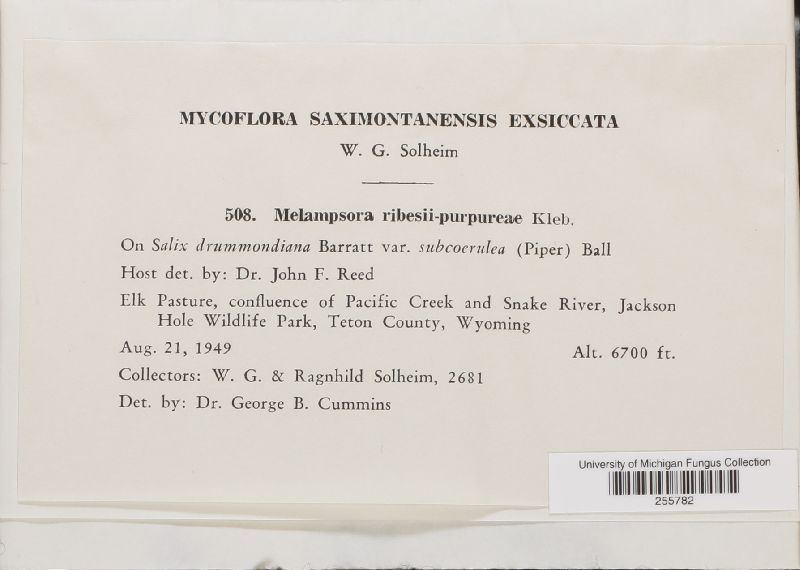 MYCOFLORA SAXIMONTANENSIS EXSICCATA
W. G. Solheim
508. Melampsora ribesii-purpureae Kleb.
On Salix drummondiana Barratt var. subcoerulea (Piper) Ball
Host det. by: Dr. John F. Reed
Elk Pasture, confluence of Pacific Creek and Snake River, Jackson
Hole Wildlife Park, Teton County, Wyoming
Aug. 21, 1949 Alt. 6700 ft.
Collectors: W. G. & Ragnhild Solheim, 2681
Det. by: Dr. George B. Cummins
University of Michigan Fungus Collection
255782